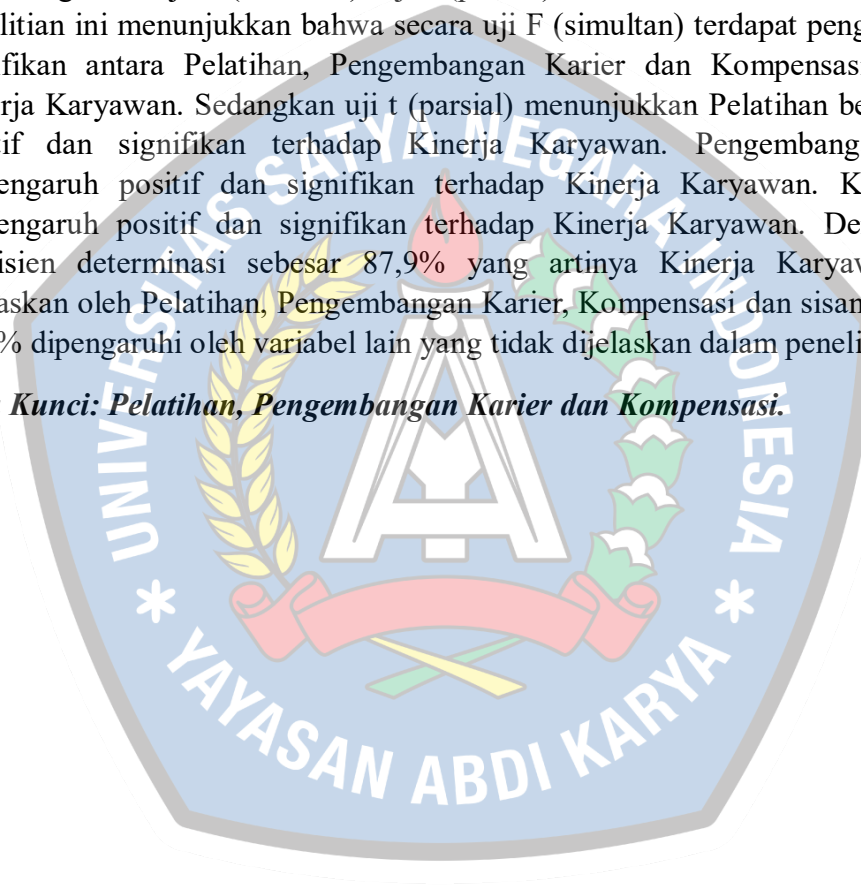 litian ini menunjukkan bahwa secara uji F (simultan) terdapat peng
fikan antara Pelatihan, Pengembangan Karier dan Kompensasi
rja Karyawan. Sedangkan uji t (parsial) menunjukkan Pelatihan be
tif dan signifikan terhadap Kinerja Karyawan. Pengembang
engaruh positif dan signifikan terhadap Kinerja Karyawan. K
engaruh positif dan signifikan terhadap Kinerja Karyawan. De
isien determinasi sebesar 87,9% yang artinya Kinerja Karyaw
askan oleh Pelatihan, Pengembangan Karier, Kompensasi dan sisan
% dipengaruhi oleh variabel lain yang tidak dijelaskan dalam peneli
Kunci: Pelatihan, Pengembangan Karier dan Kompensasi.
UNIVERSITAS SATYA NEGARA INDONESIA
YAYASAN ABDI KARYA